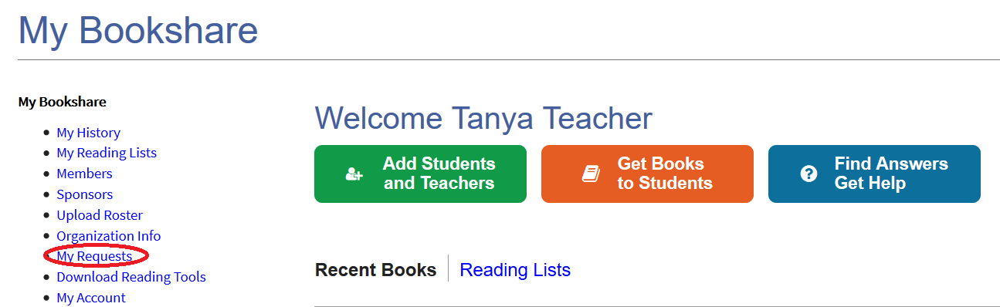 My Bookshare
My Bookshare
My History
My Reading Lists
Members
Sponsors
Upload Roster
Organization Info
My Requests
Download Reading Tools
My Account
Welcome Tanya Teacher
Add Students
and Teachers
Get Books
to Students
Find Answers
Get Help
Recent Books
Reading Lists